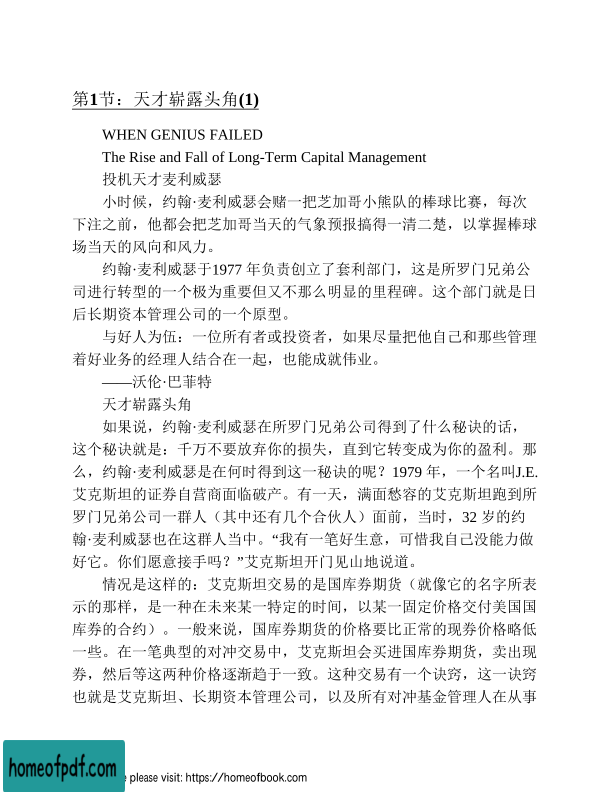 第1节：天才崭露头角(1)
WHEN GENIUS FAILED
The Rise and Fall of Long-Term Capital Management
投机天才麦利威瑟
小时候，约翰·麦利威瑟会赌一把芝加哥小熊队的棒球比赛，每次
下注之前，他都会把芝加哥当天的气象预报搞得一清二楚，以掌握棒球
场当天的风向和风力。
约翰·麦利威瑟于1977 年负责创立了套利部门，这是所罗门兄弟公
司进行转型的一个极为重要但又不那么明显的里程碑。这个部门就是日
后长期资本管理公司的一个原型。
与好人为伍：一位所有者或投资者，如果尽量把他自己和那些管理
着好业务的经理人结合在一起，也能成就伟业。
——沃伦·巴菲特
天才崭露头角
如果说，约翰·麦利威瑟在所罗门兄弟公司得到了什么秘诀的话，
这个秘诀就是：千万不要放弃你的损失，直到它转变成为你的盈利。那
么，约翰·麦利威瑟是在何时得到这一秘诀的呢？1979 年，一个名叫J.E.
艾克斯坦的证券自营商面临破产。有一天，满面愁容的艾克斯坦跑到所
罗门兄弟公司一群人（其中还有几个合伙人）面前，当时，32 岁的约
翰·麦利威瑟也在这群人当中。“我有一笔好生意，可惜我自己没能力做
好它。你们愿意接手吗？”艾克斯坦开门见山地说道。
情况是这样的：艾克斯坦交易的是国库券期货（就像它的名字所表
示的那样，是一种在未来某一特定的时间，以某一固定价格交付美国国
库券的合约）。一般来说，国库券期货的价格要比正常的现券价格略低
一些。在一笔典型的对冲交易中，艾克斯坦会买进国库券期货，卖出现
券，然后等这两种价格逐渐趋于一致。这种交易有一个诀窍，这一诀窍
也就是艾克斯坦、长期资本管理公司，以及所有对冲基金管理人在从事
homeofpdf.com
e please visit: https://homeofbook.com